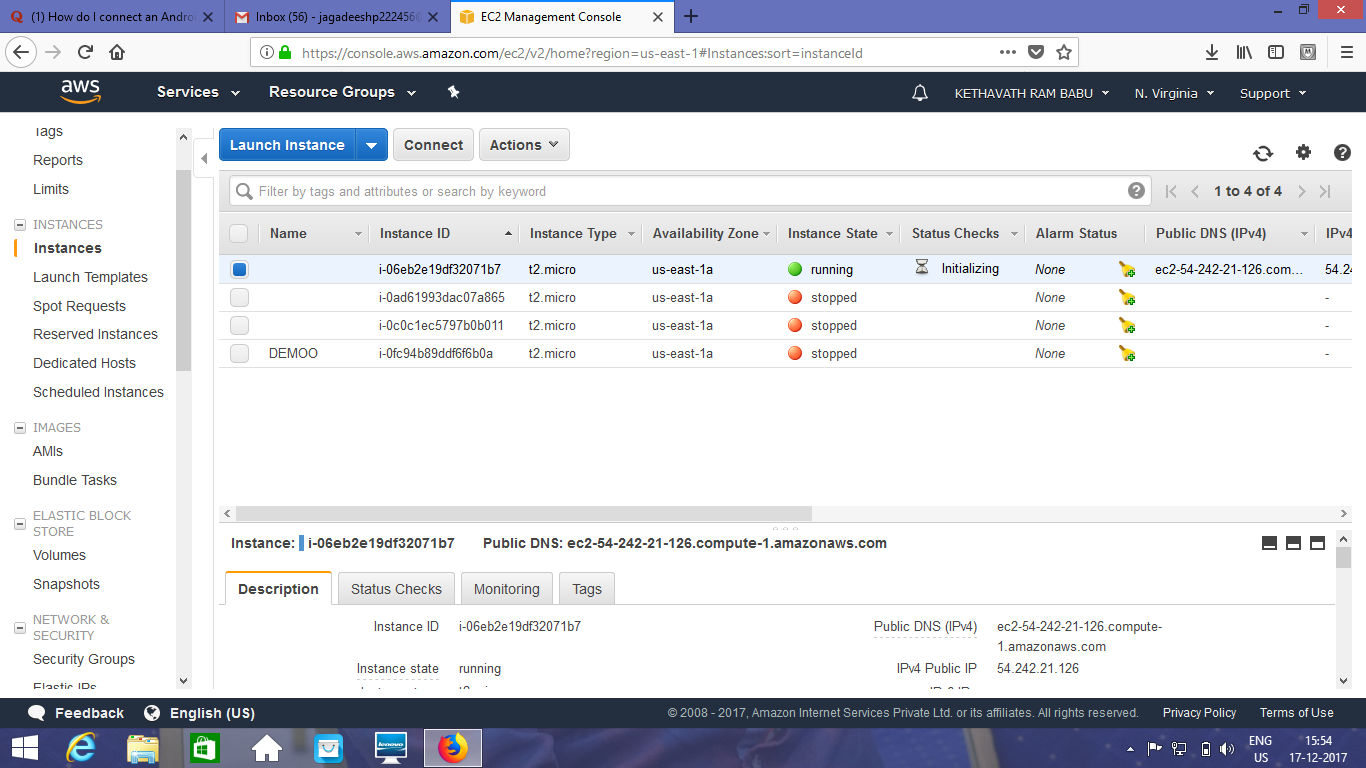 (1) How do I connect an Andro
Inbox (56) - jagadeeshp222456@
EC2 Management Console
https://console.aws.amazon.com/ec2/v2/home?region=us-east-1#Instances:sort=instanceId
aws
Services
Resource Groups
KETHAVATH RAM BABU
N. Virginia
Support
Tags
Reports
Limits
INSTANCES
Instances
Launch Templates
Spot Requests
Reserved Instances
Dedicated Hosts
Scheduled Instances
IMAGES
AMIs
Bundle Tasks
ELASTIC BLOCK
STORE
Volumes
Snapshots
NETWORK &
SECURITY
Security Groups
Elastic IPs
Launch Instance
Connect
Actions
Filter by tags and attributes or search by keyword
1 to 4 of 4
Name Instance ID Instance Type Availability Zone Instance State Status Checks Alarm Status Public DNS (IPv4) IPv4
i-06eb2e19df32071b7 t2.micro us-east-1a running Initializing None ec2-54-242-21-126.com... 54.24
i-0ad61993dac07a865 t2.micro us-east-1a stopped None -
i-0c0c1ec5797b0b011 t2.micro us-east-1a stopped None -
DEMOO i-0fc94b89ddf6f6b0a t2.micro us-east-1a stopped None -
Instance: i-06eb2e19df32071b7 Public DNS: ec2-54-242-21-126.compute-1.amazonaws.com
Description
Status Checks
Monitoring
Tags
Instance ID i-06eb2e19df32071b7
Public DNS (IPv4) ec2-54-242-21-126.compute-
1.amazonaws.com
Instance state running
IPv4 Public IP 54.242.21.126
Feedback
English (US)
© 2008 - 2017, Amazon Internet Services Private Ltd. or its affiliates. All rights reserved.
Privacy Policy
Terms of Use
lenovo
ENG
US
15:54
17-12-2017